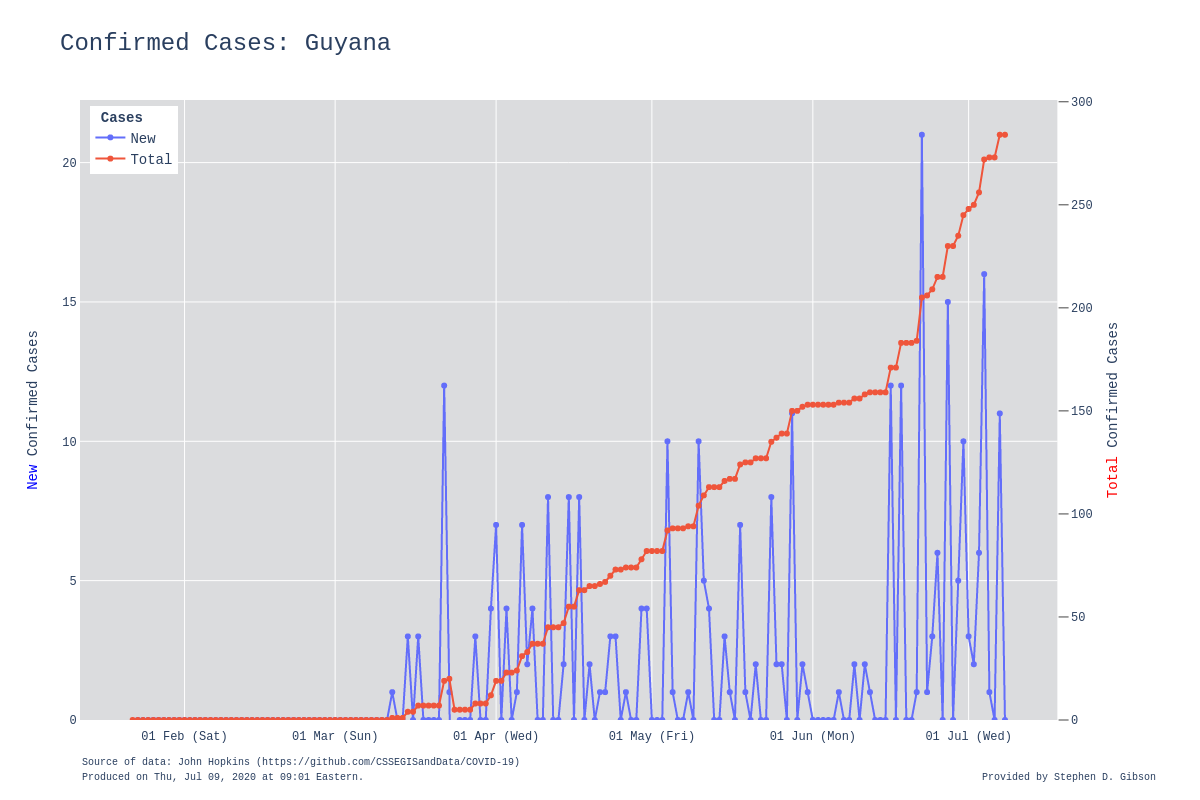 Confirmed Cases: Guyana
Cases
New
Total
300
250
200
150
100
50
0
20
15
10
5
0
New Confirmed Cases
Total Confirmed Cases
01 Feb (Sat)
01 Mar (Sun)
01 Apr (Wed)
01 May (Fri)
01 Jun (Mon)
01 Jul (Wed)
Source of data: John Hopkins (https://github.com/CSSEGISandData/COVID-19)
Produced on Thu, Jul 09, 2020 at 09:01 Eastern.
Provided by Stephen D. Gibson